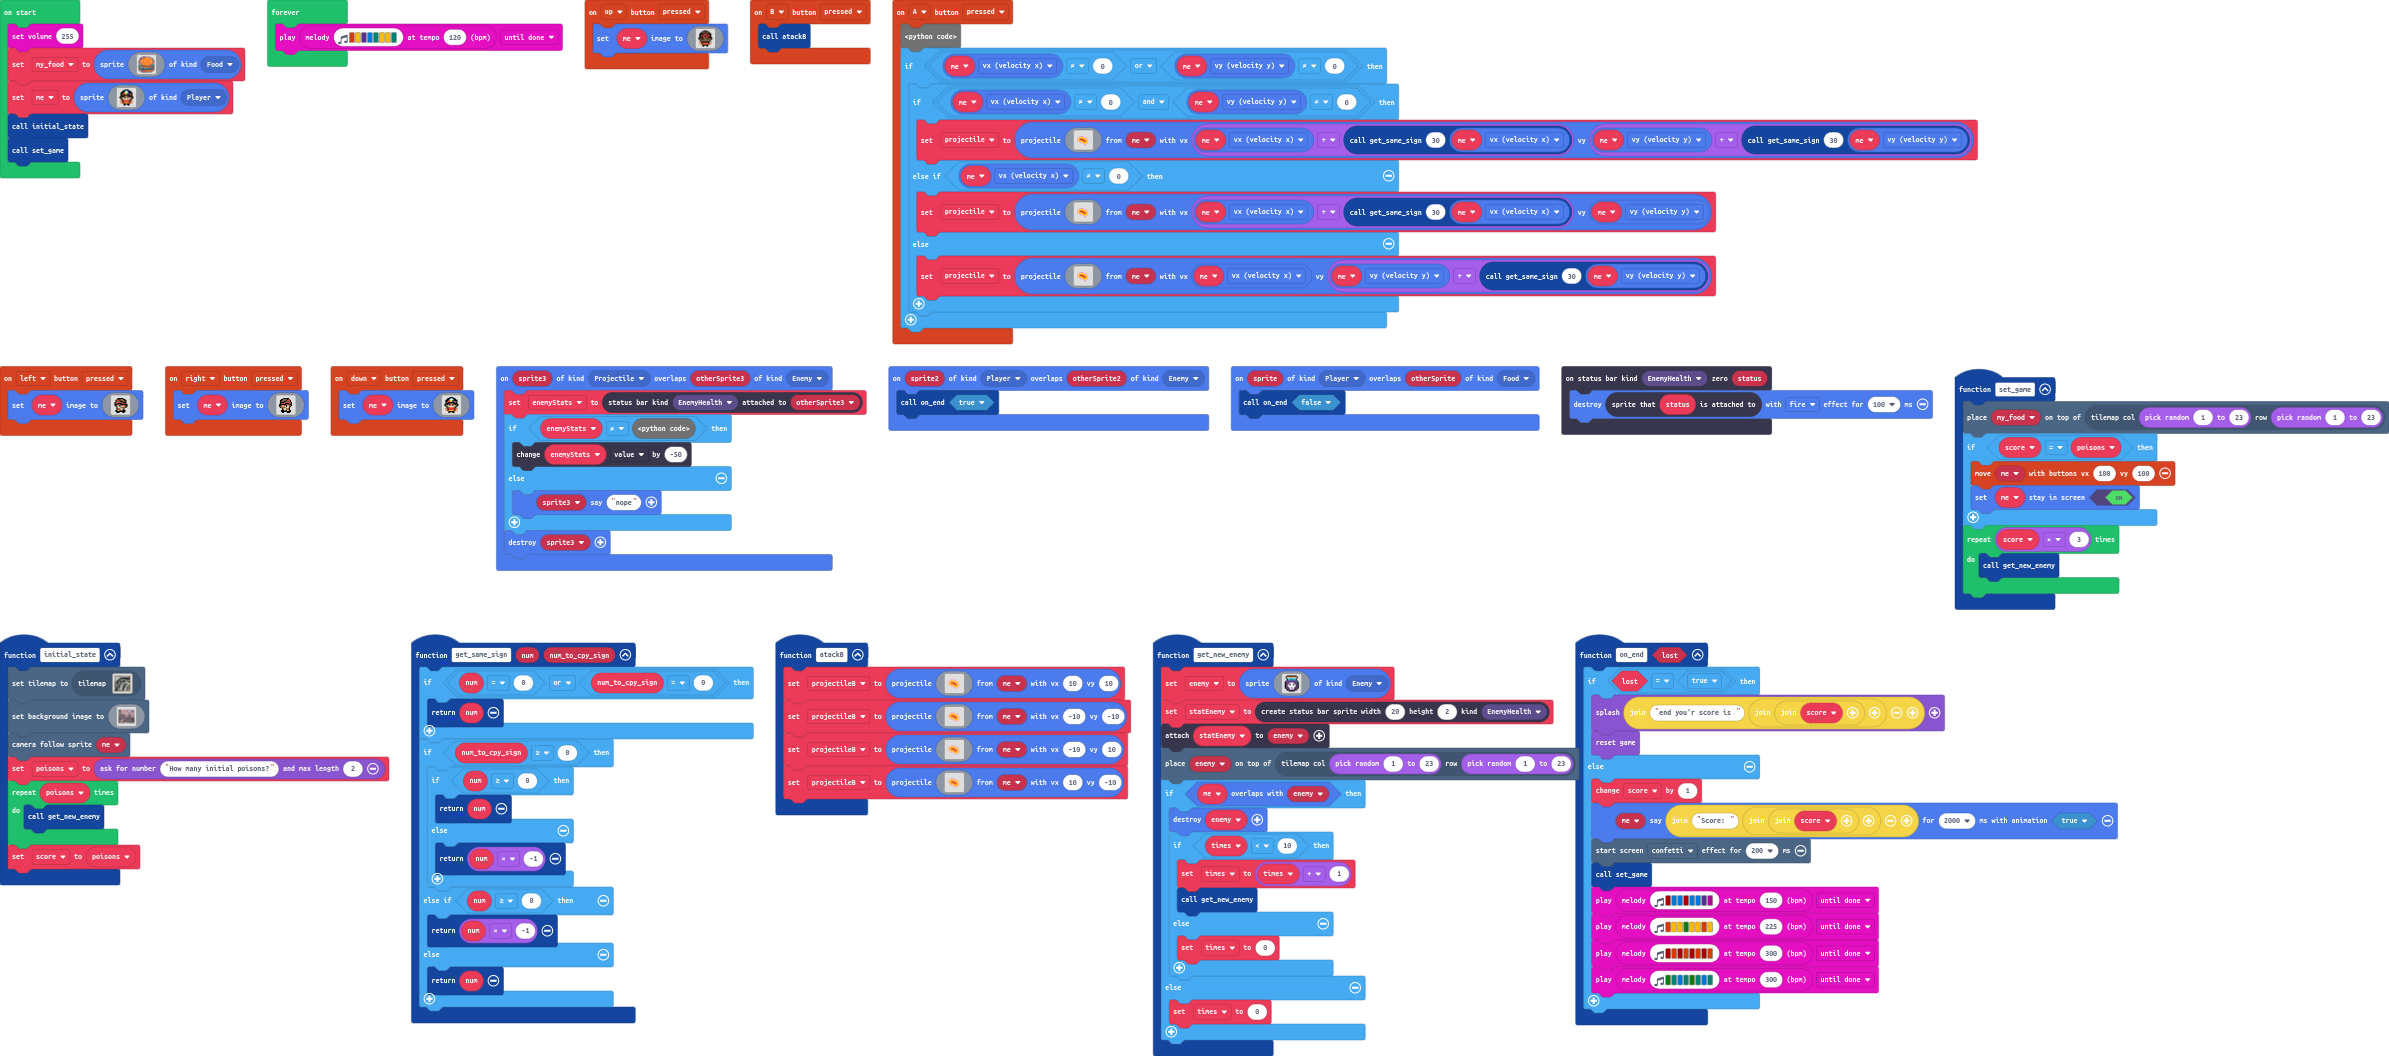 on start
set volume 255
set my_food to sprite of kind Food
set me to sprite of kind Player
call initial_state
call set_game
forever
play melody at tempo 120 (bpm) until done
on up button pressed
set me image to
on B button pressed
call atackB
on A button pressed
<python code>
if me vx (velocity x) ≠ 0 or me vy (velocity y) ≠ 0 then
if me vx (velocity x) ≠ 0 and me vy (velocity y) ≠ 0 then
set projectile to projectile from me with vx me vx (velocity x) + call get_same_sign 30 me vx (velocity x) vy me vy (velocity y) + call get_same_sign 30 me vy (velocity y)
else if me vx (velocity x) ≠ 0 then
set projectile to projectile from me with vx me vx (velocity x) + call get_same_sign 30 me vx (velocity x) vy me vy (velocity y)
else
set projectile to projectile from me with vx me vx (velocity x) vy me vy (velocity y) + call get_same_sign 30 me vy (velocity y)
on left button pressed
set me image to
on right button pressed
set me image to
on down button pressed
set me image to
on sprite3 of kind Projectile overlaps otherSprite3 of kind Enemy
set enemyStats to status bar kind EnemyHealth attached to otherSprite3
if enemyStats ≠ <python code> then
change enemyStats value by -50
else
sprite3 say "nope"
destroy sprite3
on sprite2 of kind Player overlaps otherSprite2 of kind Enemy
call on_end true
on sprite of kind Player overlaps otherSprite of kind Food
call on_end false
on status bar kind EnemyHealth zero status
destroy sprite that status is attached to with fire effect for 100 ms
function set_game
place my_food on top of tilemap col pick random 1 to 23 row pick random 1 to 23
if score = poisons then
move me with buttons vx 100 vy 100
set me stay in screen ON
repeat score × 3 times
do call get_new_enemy
function initial_state
set tilemap to tilemap
set background image to
camera follow sprite me
set poisons to ask for number "How many initial poisons?" and max length 2
repeat poisons times
do call get_new_enemy
set score to poisons
function get_same_sign num num_to_cpy_sign
if num = 0 or num_to_cpy_sign = 0 then
return num
if num_to_cpy_sign ≥ 0 then
if num ≥ 0 then
return num
else
return num × -1
else if num ≥ 0 then
return num × -1
else
return num
function atackB
set projectileB to projectile from me with vx 10 vy 10
set projectileB to projectile from me with vx -10 vy -10
set projectileB to projectile from me with vx -10 vy 10
set projectileB to projectile from me with vx 10 vy -10
function get_new_enemy
set enemy to sprite of kind Enemy
set statEnemy to create status bar sprite width 20 height 2 kind EnemyHealth
attach statEnemy to enemy
place enemy on top of tilemap col pick random 1 to 23 row pick random 1 to 23
if me overlaps with enemy then
destroy enemy
if times < 10 then
set times to times + 1
call get_new_enemy
else
set times to 0
else
set times to 0
function on_end lost
if lost = true then
splash join "end you'r score is " join join score
reset game
else
change score by 1
me say join "Score: " join join score for 2000 ms with animation true
start screen confetti effect for 200 ms
call set_game
play melody at tempo 150 (bpm) until done
play melody at tempo 225 (bpm) until done
play melody at tempo 300 (bpm) until done
play melody at tempo 300 (bpm) until done